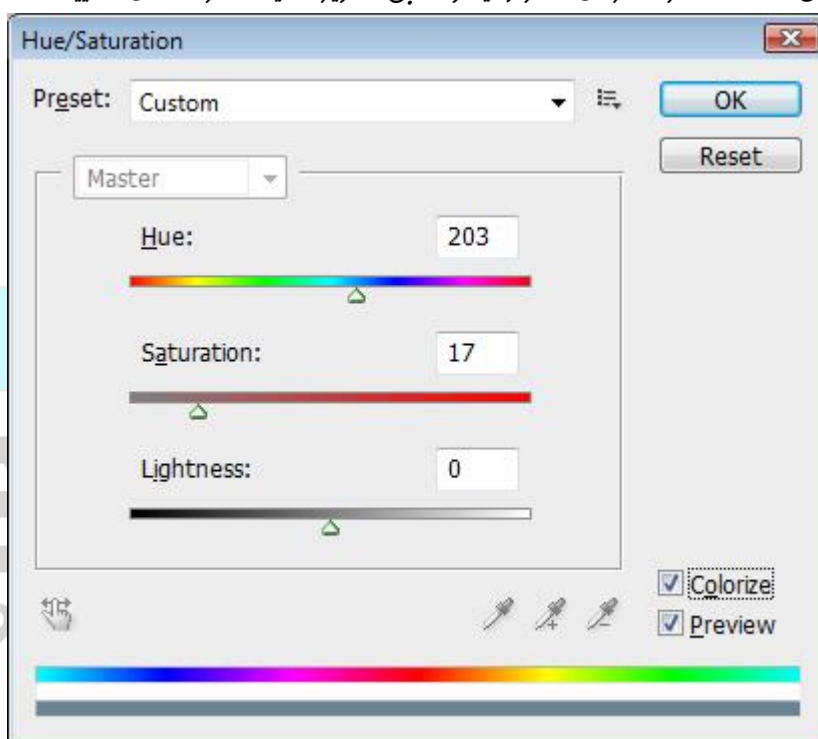 Hue/Saturation
Preset: Custom
OK
Reset
Master
Hue: 203
Saturation: 17
Lightness: 0
Colorize
Preview